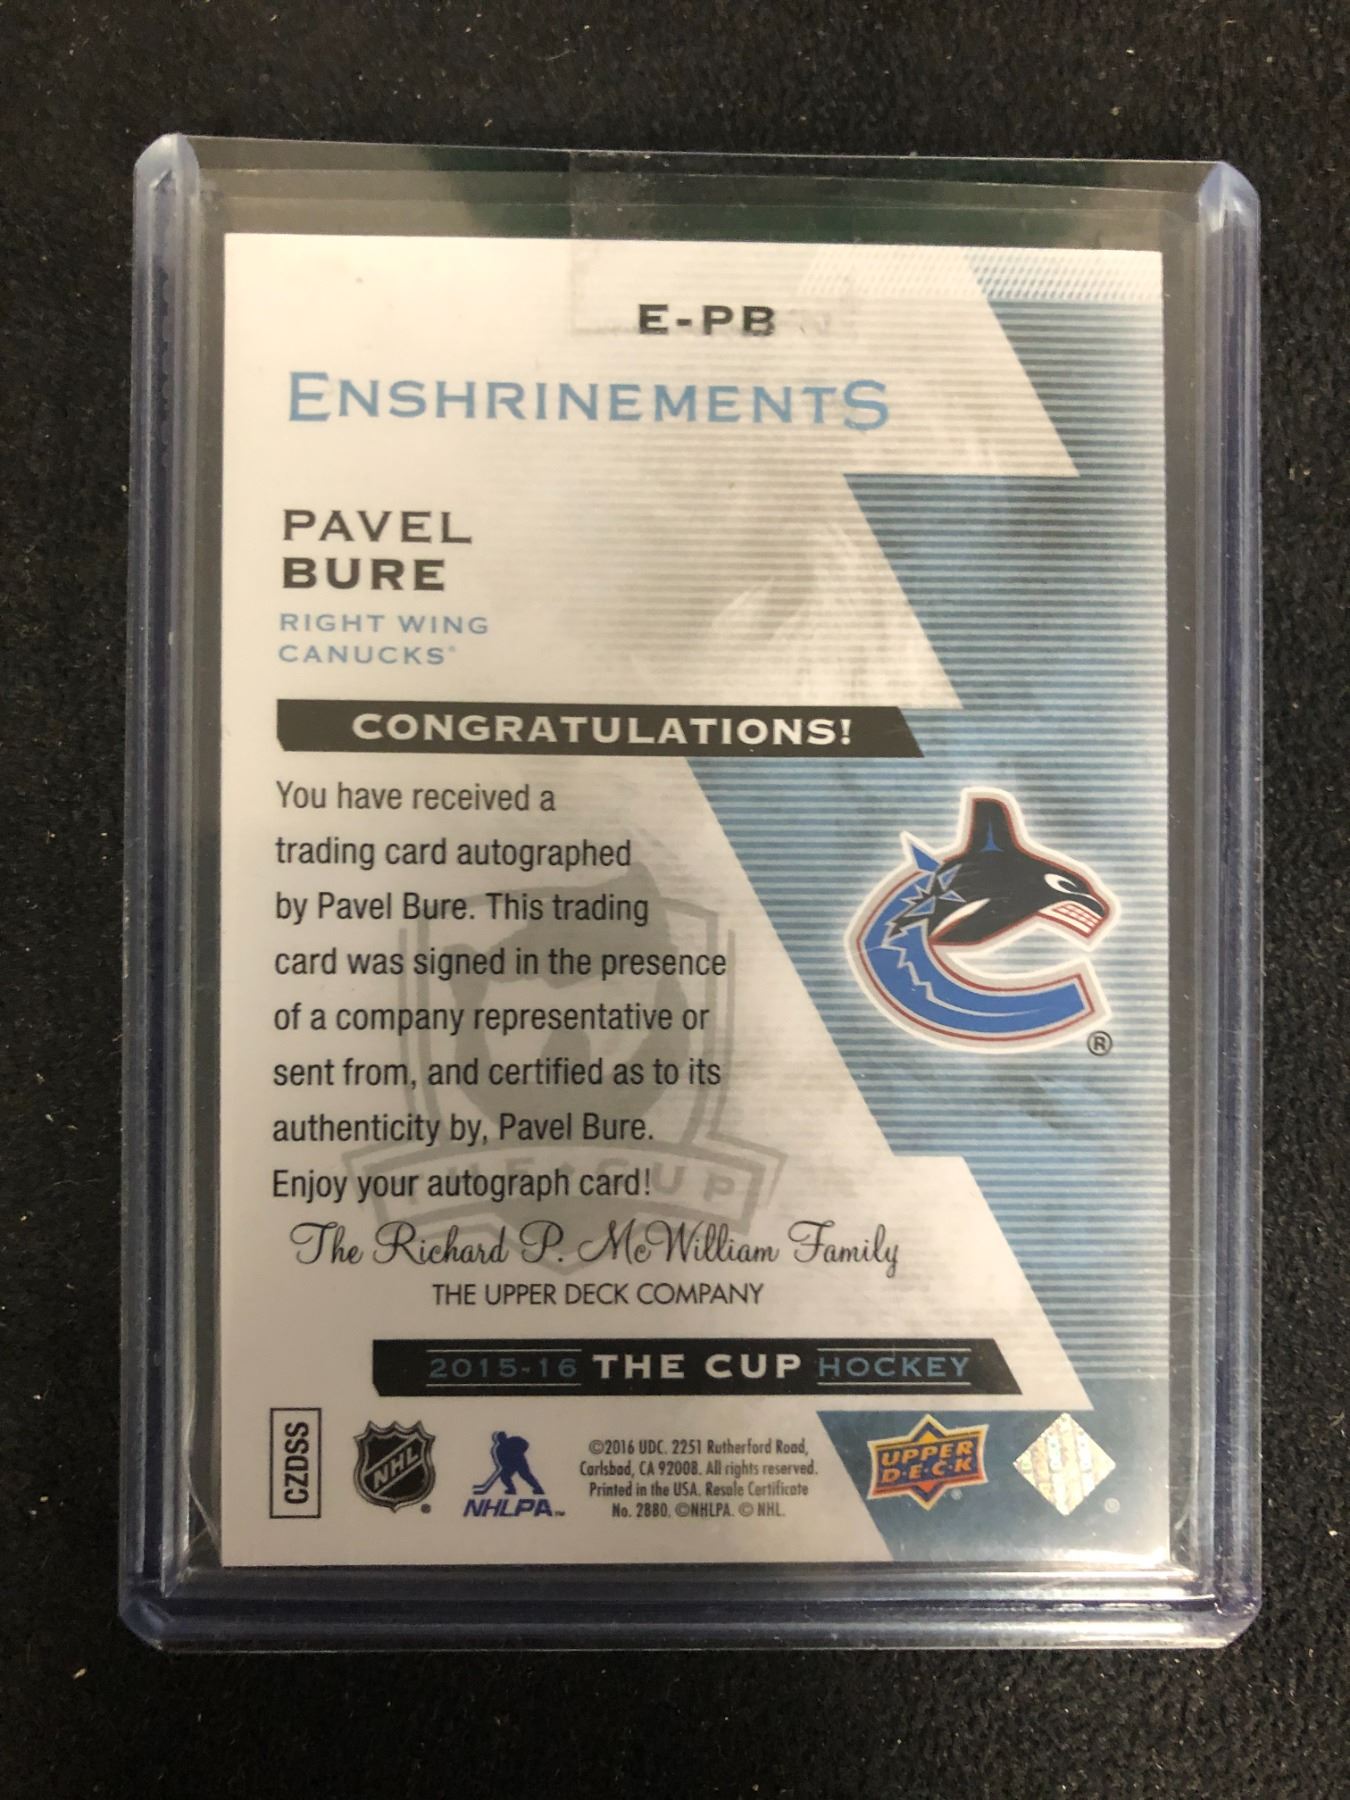 E-PB
ENSHRINEMENTS
PAVEL
BURE
RIGHT WING
CANUCKS®
CONGRATULATIONS!
You have received a
trading card autographed
by Pavel Bure. This trading
card was signed in the presence
of a company representative or
sent from, and certified as to its
authenticity by, Pavel Bure.
Enjoy your autograph card!
THE CUP
The Richard P. McWilliam Family
THE UPPER DECK COMPANY
®
2015-16 THE CUP HOCKEY
CZDSS
NHL ®
NHLPA™
©2016 UDC. 2251 Rutherford Road,
Carlsbad, CA 92008. All rights reserved.
Printed in the USA. Resale Certificate
No. 2880. ©NHLPA. © NHL.
UPPER
D·E·C·K ®
®